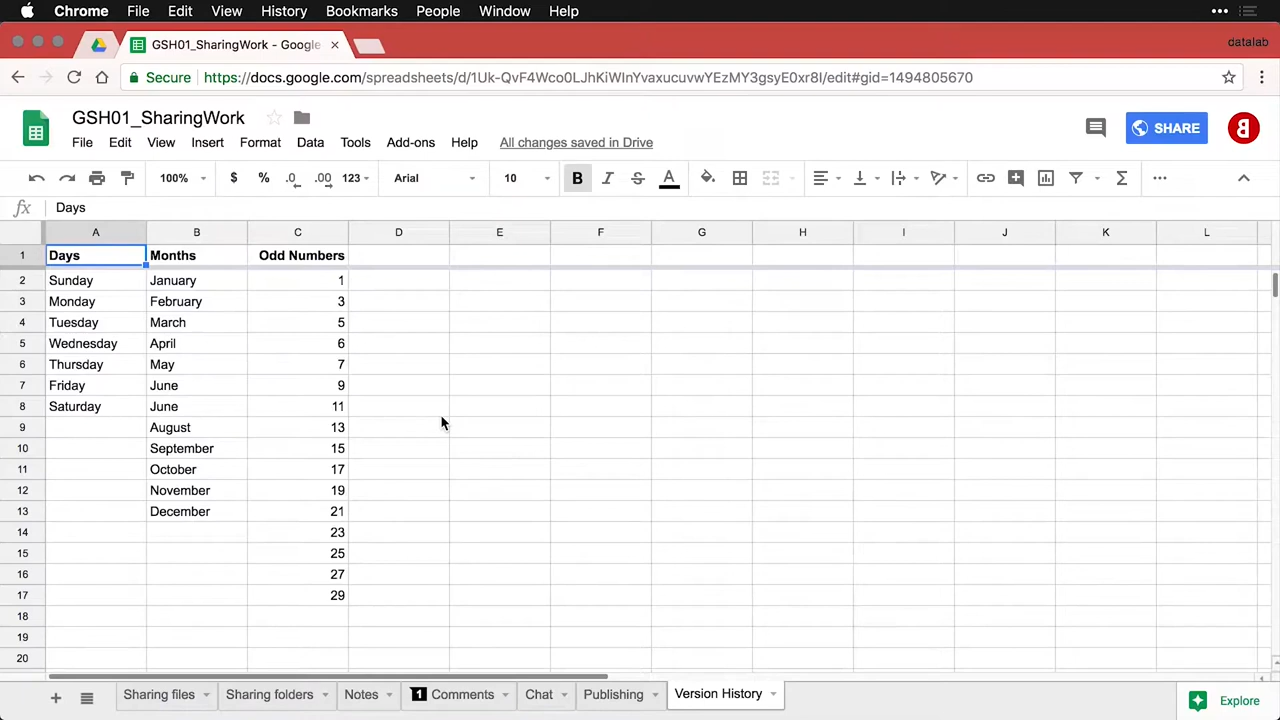 Chrome File Edit View History Bookmarks People Window Help
GSH01_SharingWork - Google
datalab
Secure https://docs.google.com/spreadsheets/d/1Uk-QvF4Wco0LJhKiWInYvaxucuvwYEzMY3gsyE0xr8I/edit#gid=1494805670
GSH01_SharingWork
SHARE
File Edit View Insert Format Data Tools Add-ons Help All changes saved in Drive
100% $ % .0 .00 123 Arial 10 B I S A Σ
fx Days
A B C D E F G H I J K L
1 Days Months Odd Numbers
2 Sunday January 1
3 Monday February 3
4 Tuesday March 5
5 Wednesday April 6
6 Thursday May 7
7 Friday June 9
8 Saturday June 11
9 August 13
10 September 15
11 October 17
12 November 19
13 December 21
14 23
15 25
16 27
17 29
18
19
20
Sharing files Sharing folders Notes 1 Comments Chat Publishing Version History Explore